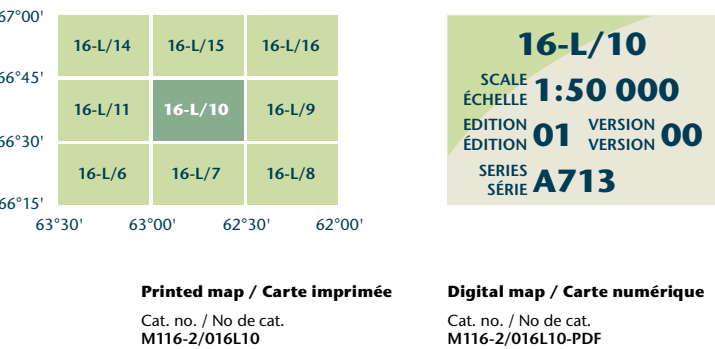 67°00'
16-L/14 16-L/15 16-L/16
66°45'
16-L/11 16-L/10 16-L/9
66°30'
16-L/6 16-L/7 16-L/8
66°15'
63°30' 63°00' 62°30' 62°00'
16-L/10
SCALE
ÉCHELLE 1:50 000
EDITION
ÉDITION 01 VERSION
VERSION 00
SERIES
SÉRIE A713
Printed map / Carte imprimée
Cat. no. / No de cat.
M116-2/016L10
Digital map / Carte numérique
Cat. no. / No de cat.
M116-2/016L10-PDF